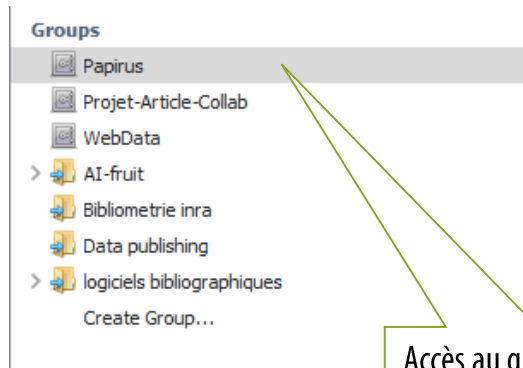 Groups
Papirus
Projet-Article-Collab
WebData
AI-fruit
Bibliometrie inra
Data publishing
logiciels bibliographiques
Create Group...
Accès au